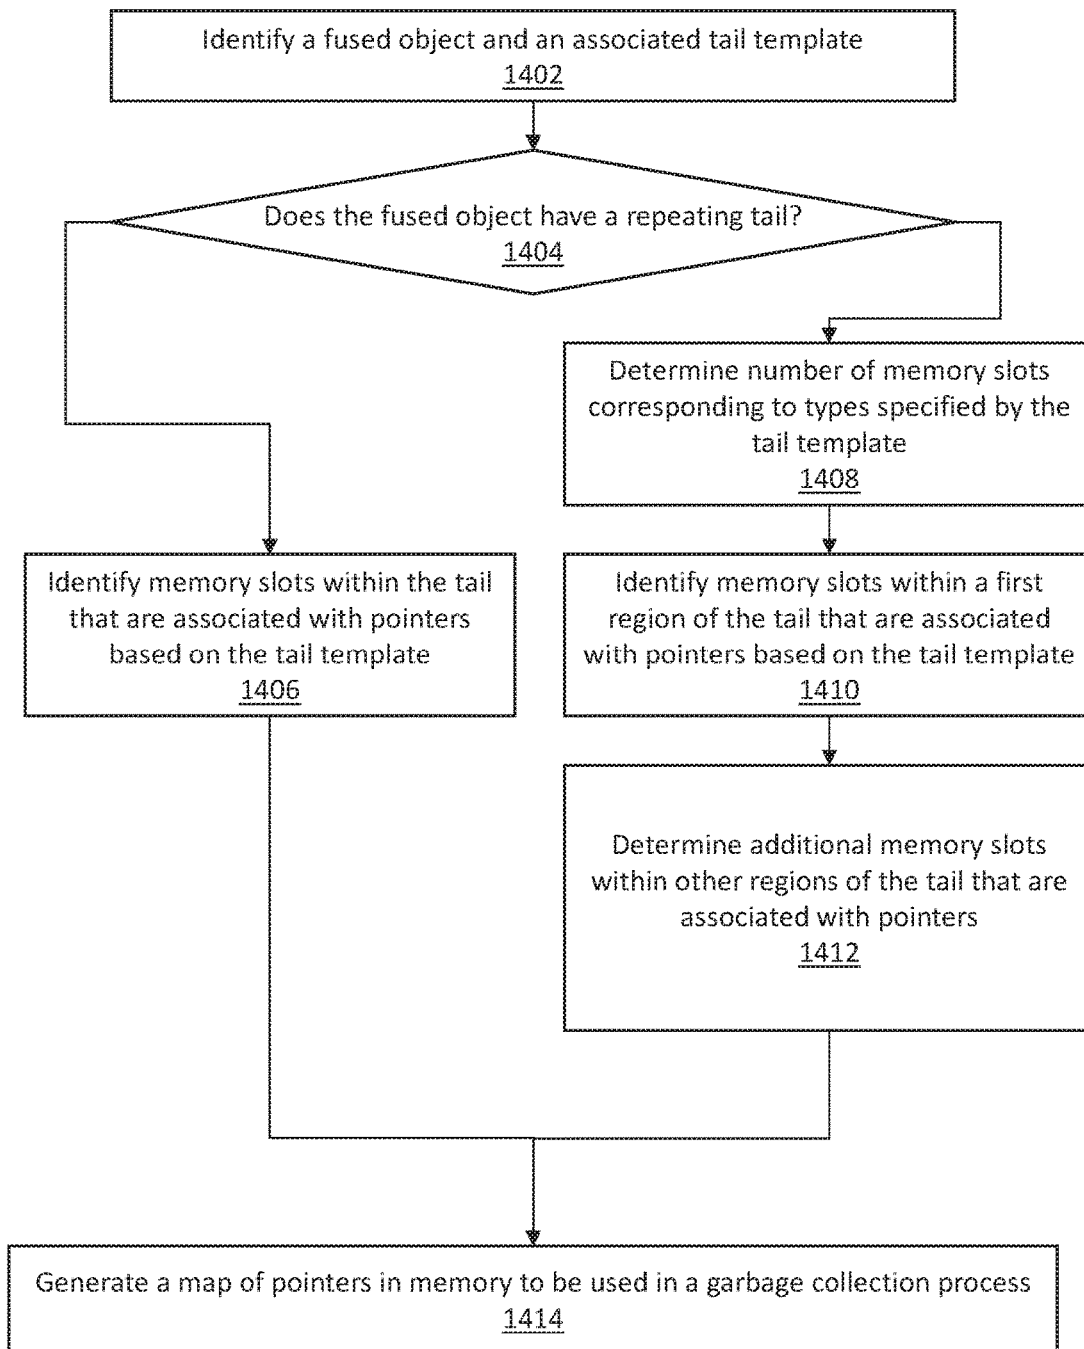 Identify a fused object and an associated tail template
1402
Does the fused object have a repeating tail?
1404
Determine number of memory slots
corresponding to types specified by the
tail template
1408
Identify memory slots within the tail
that are associated with pointers
based on the tail template
1406
Identify memory slots within a first
region of the tail that are associated
with pointers based on the tail template
1410
Determine additional memory slots
within other regions of the tail that are
associated with pointers
1412
Generate a map of pointers in memory to be used in a garbage collection process
1414